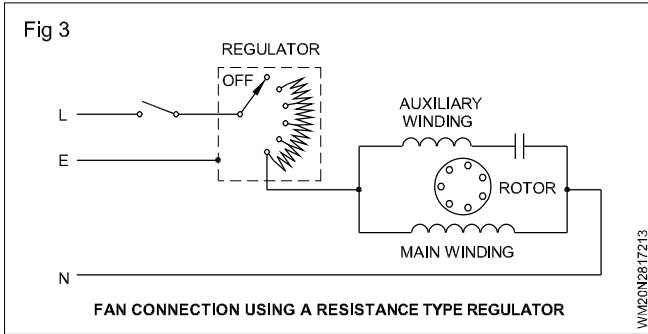 Fig 3
REGULATOR
OFF
L
E
N
AUXILIARY
WINDING
ROTOR
MAIN WINDING
FAN CONNECTION USING A RESISTANCE TYPE REGULATOR
WM20N2817213